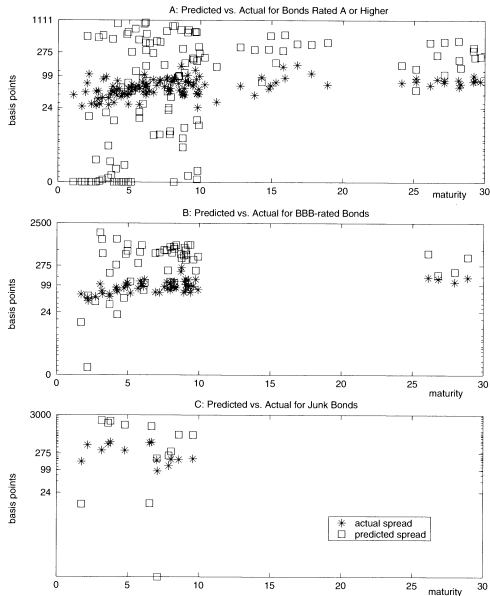 A: Predicted vs. Actual for Bonds Rated A or Higher
1111
275
99
24
0
basis points
0 5 10 15 20 25 30
maturity
B: Predicted vs. Actual for BBB-rated Bonds
2500
275
99
24
0
basis points
0 5 10 15 20 25 30
maturity
C: Predicted vs. Actual for Junk Bonds
3000
275
99
24
basis points
actual spread
predicted spread
0 5 10 15 20 25 30
maturity